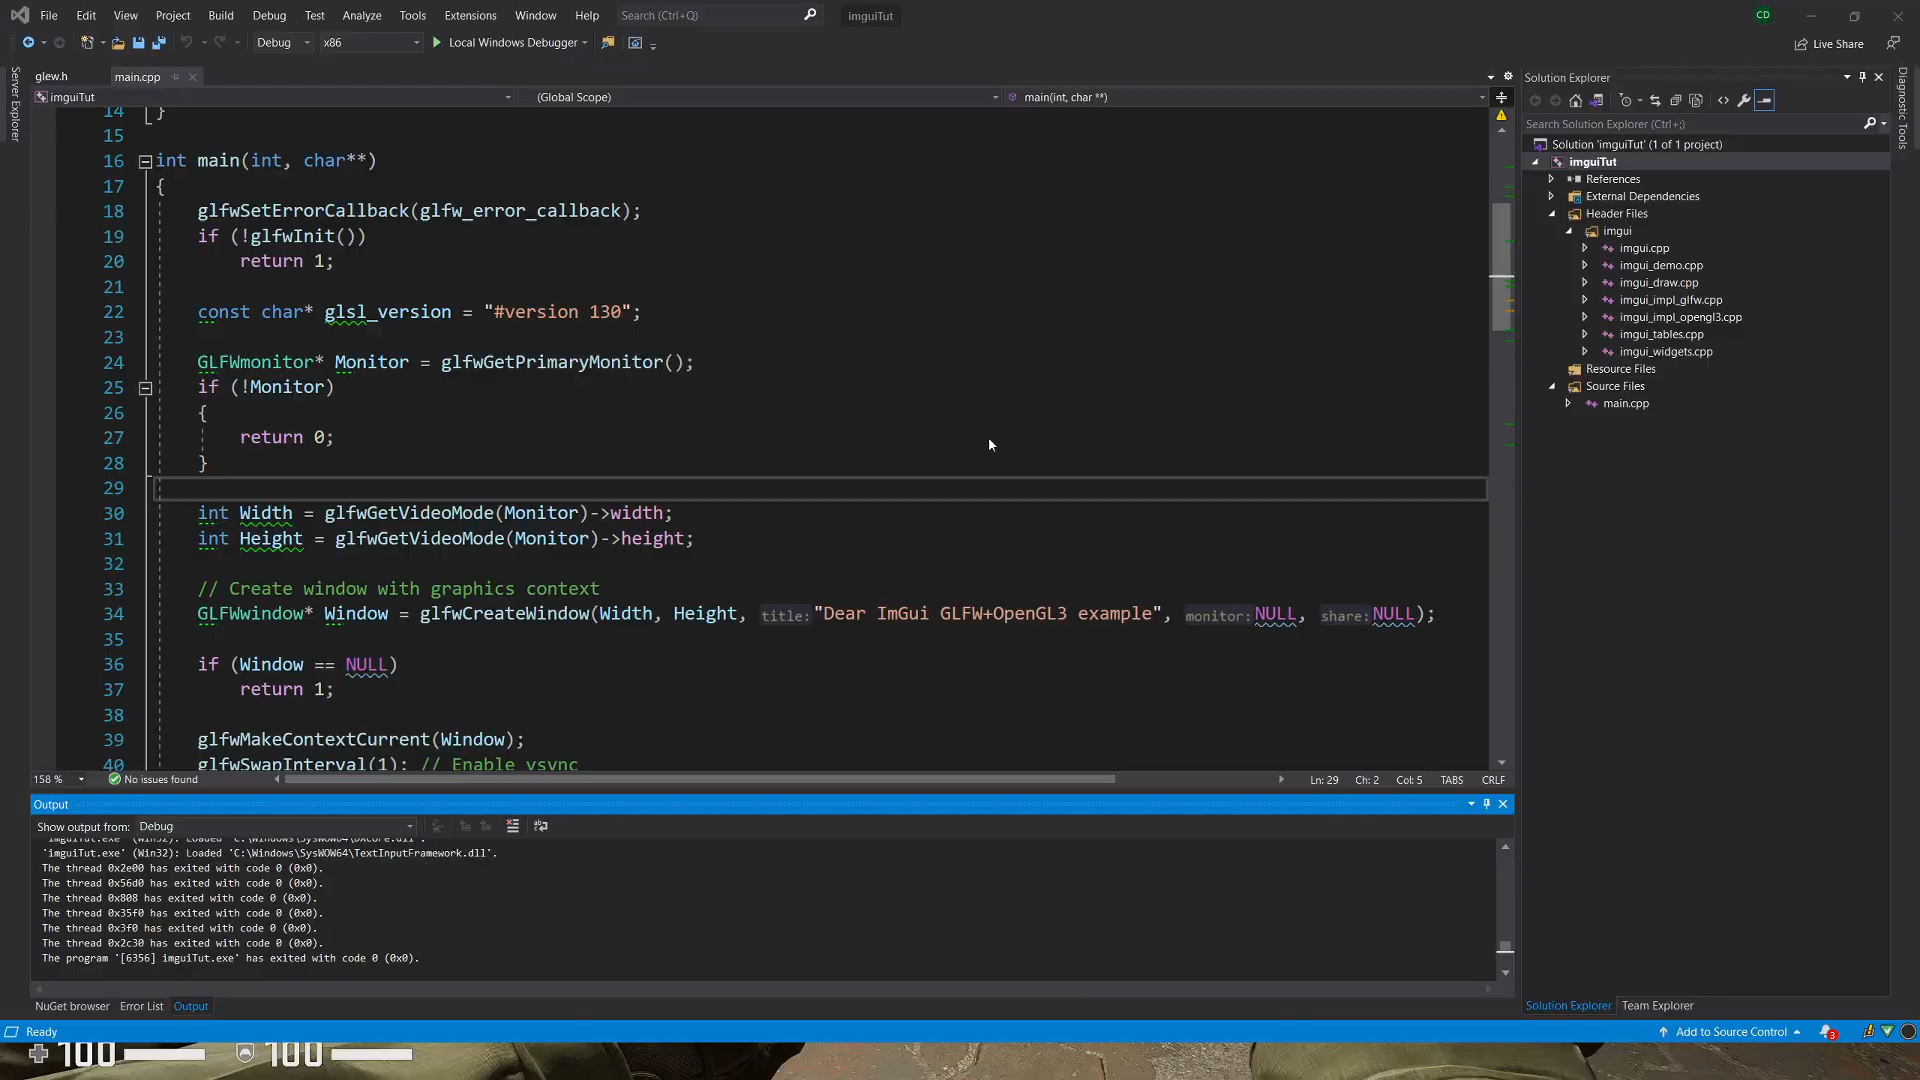 File Edit View Project Build Debug Test Analyze Tools Extensions Window Help Search (Ctrl+Q) imguiTut CD
Debug x86 Local Windows Debugger Live Share
glew.h main.cpp
imguiTut (Global Scope) main(int, char **)
14 }
15
16 int main(int, char**)
17 {
18 glfwSetErrorCallback(glfw_error_callback);
19 if (!glfwInit())
20 return 1;
21
22 const char* glsl_version = "#version 130";
23
24 GLFWmonitor* Monitor = glfwGetPrimaryMonitor();
25 if (!Monitor)
26 {
27 return 0;
28 }
29
30 int Width = glfwGetVideoMode(Monitor)->width;
31 int Height = glfwGetVideoMode(Monitor)->height;
32
33 // Create window with graphics context
34 GLFWwindow* Window = glfwCreateWindow(Width, Height, title: "Dear ImGui GLFW+OpenGL3 example", monitor: NULL, share: NULL);
35
36 if (Window == NULL)
37 return 1;
38
39 glfwMakeContextCurrent(Window);
40 glfwSwapInterval(1); // Enable vsync
158 % No issues found Ln: 29 Ch: 2 Col: 5 TABS CRLF
Output
Show output from: Debug
'imguiTut.exe' (Win32): Loaded 'C:\Windows\SysWOW64\DXCore.dll'.
'imguiTut.exe' (Win32): Loaded 'C:\Windows\SysWOW64\TextInputFramework.dll'.
The thread 0x2e00 has exited with code 0 (0x0).
The thread 0x56d0 has exited with code 0 (0x0).
The thread 0x808 has exited with code 0 (0x0).
The thread 0x35f0 has exited with code 0 (0x0).
The thread 0x3f0 has exited with code 0 (0x0).
The thread 0x2c30 has exited with code 0 (0x0).
The program '[6356] imguiTut.exe' has exited with code 0 (0x0).
NuGet browser Error List Output
Server Explorer
Solution Explorer
Search Solution Explorer (Ctrl+;)
Solution 'imguiTut' (1 of 1 project)
imguiTut
References
External Dependencies
Header Files
imgui
imgui.cpp
imgui_demo.cpp
imgui_draw.cpp
imgui_impl_glfw.cpp
imgui_impl_opengl3.cpp
imgui_tables.cpp
imgui_widgets.cpp
Resource Files
Source Files
main.cpp
Solution Explorer Team Explorer
Diagnostic Tools
Ready Add to Source Control 3
100 100